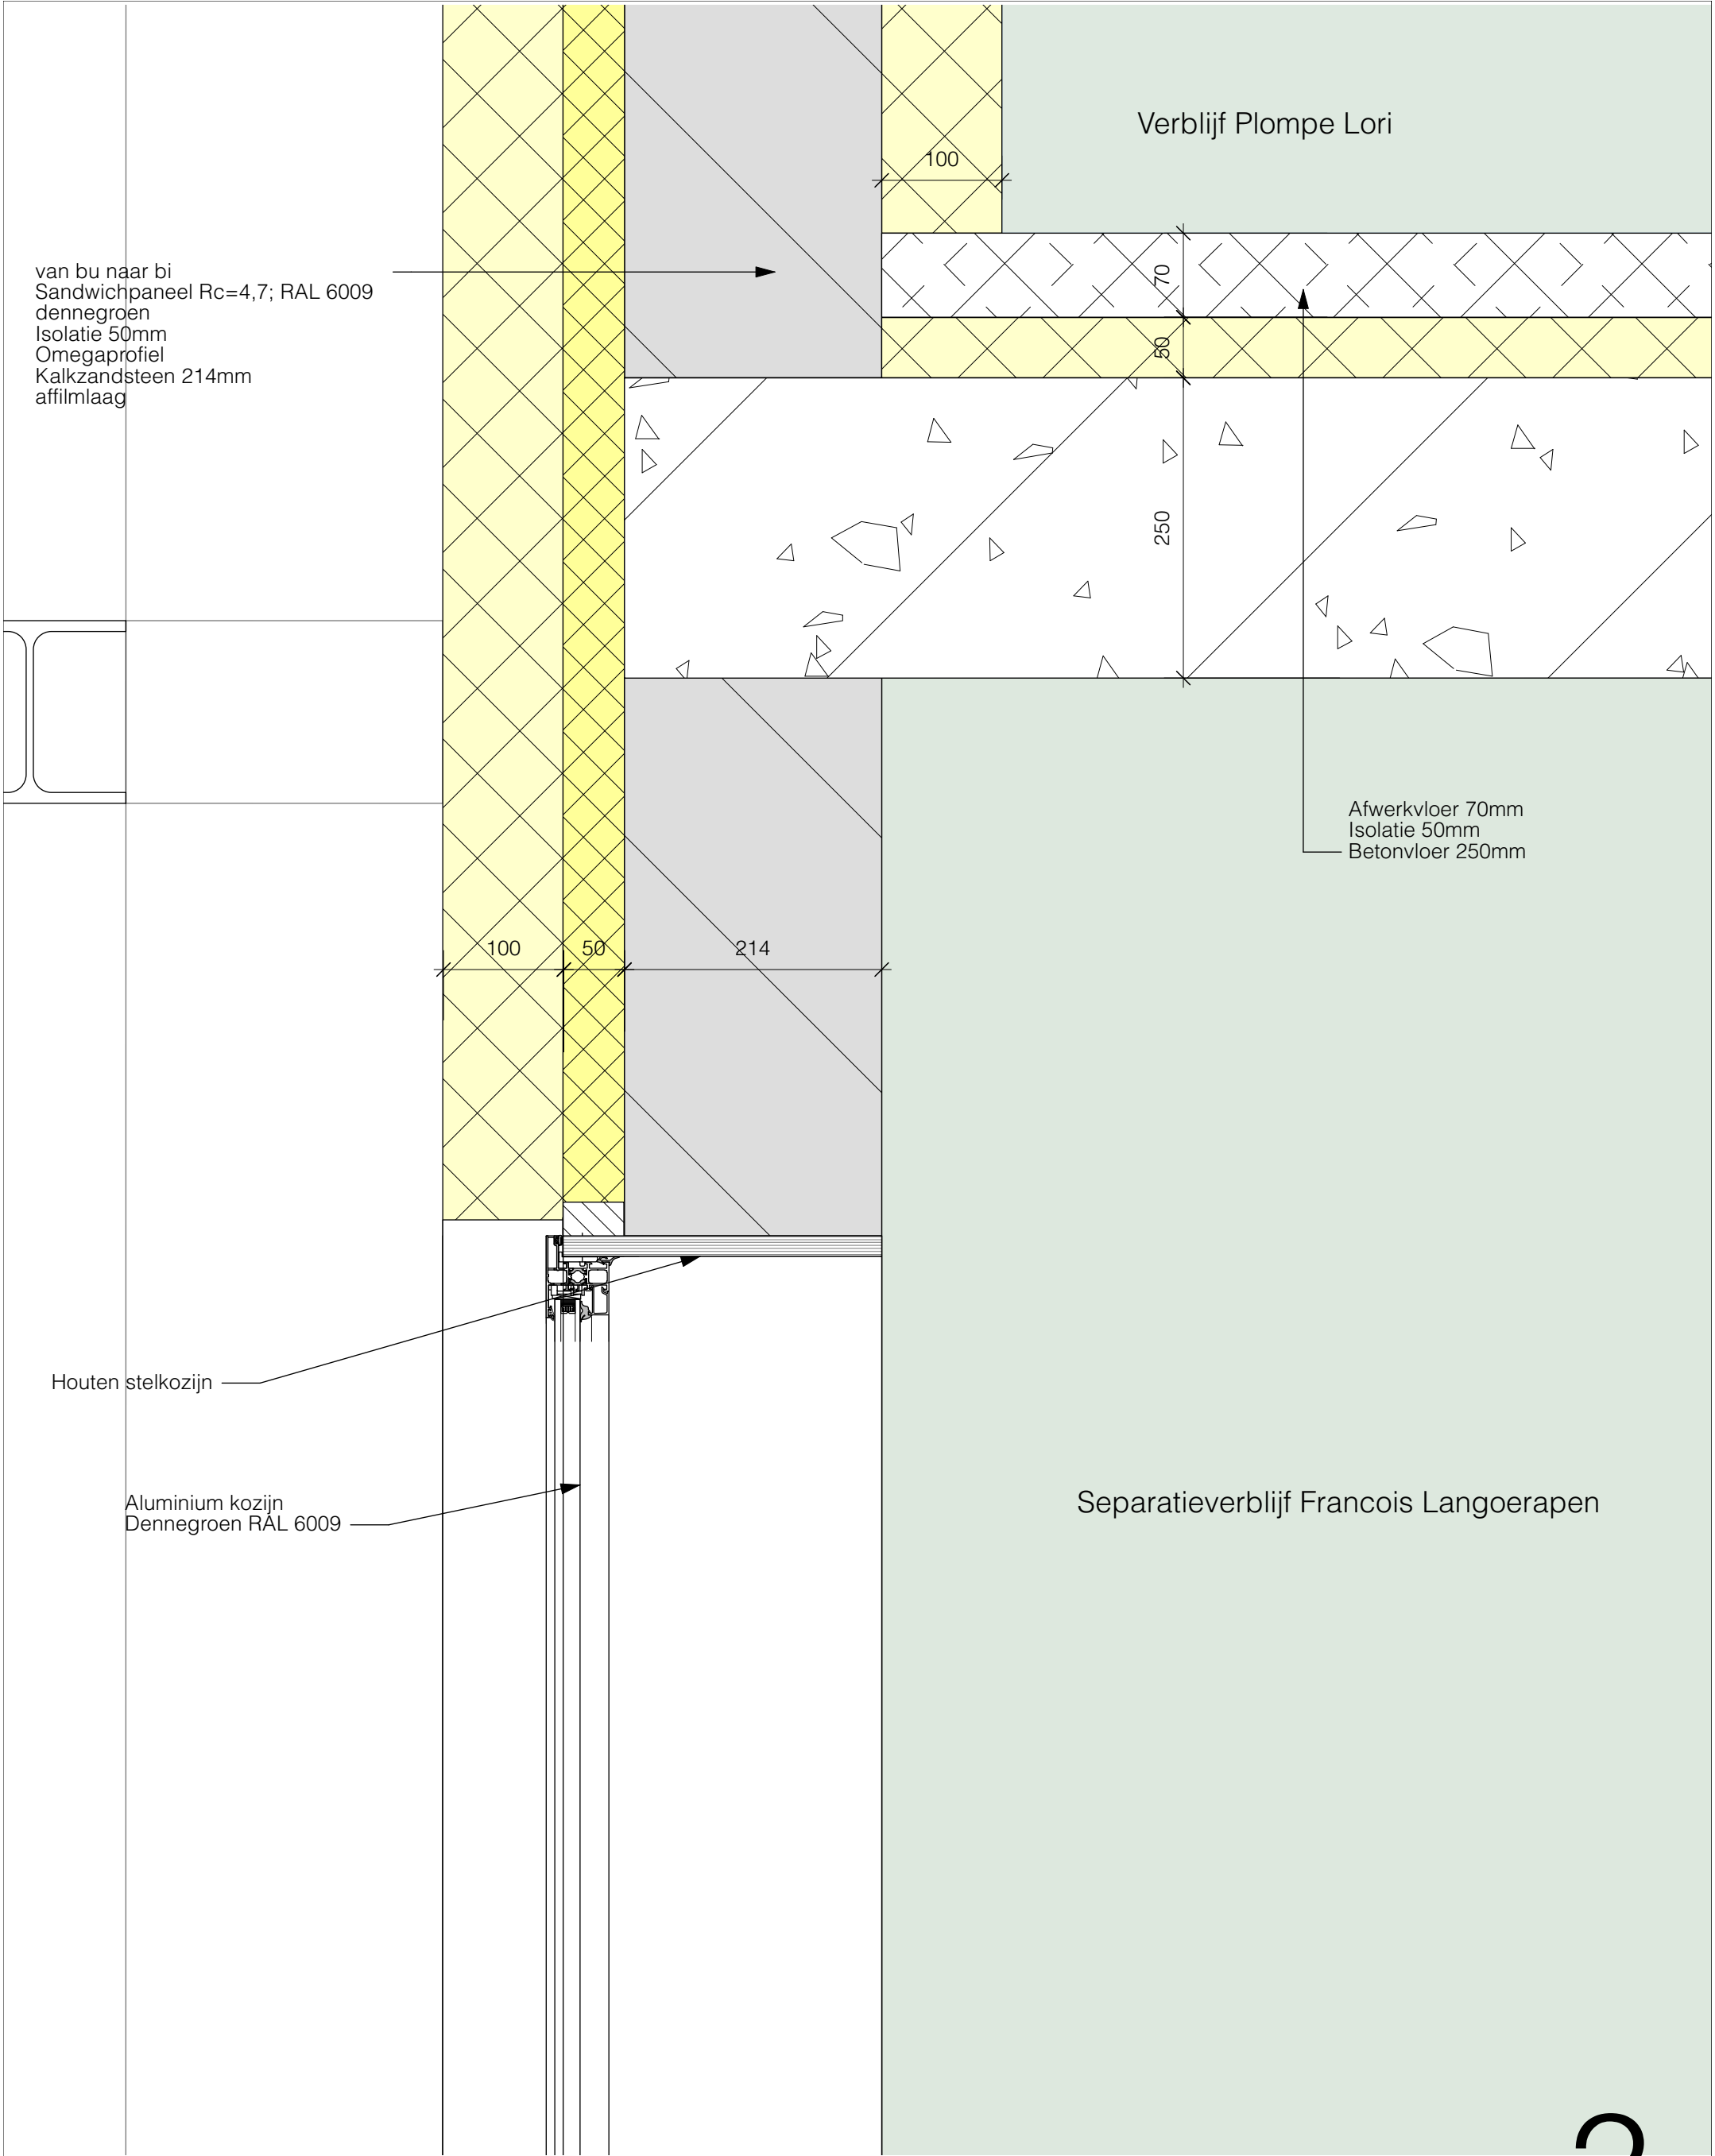 Verblijf Plompe Lori
100
van bu naar bi
Sandwichpaneel Rc=4,7; RAL 6009
dennegroen
Isolatie 50mm
Omegaprofiel
Kalkzandsteen 214mm
affilmlaag
70
50
250
Afwerkvloer 70mm
Isolatie 50mm
Betonvloer 250mm
100
50
214
Houten stelkozijn
Aluminium kozijn
Dennegroen RAL 6009
Separatieverblijf Francois Langoerapen